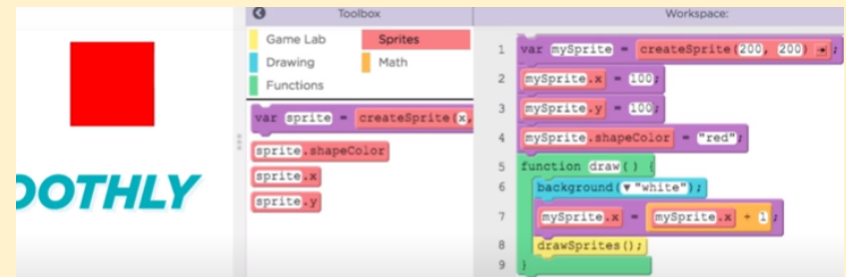 Toolbox
Game Lab
Sprites
Drawing
Math
Functions
var sprite = createSprite(x,
sprite.shapeColor
sprite.x
sprite.y
OOTHLY
Workspace:
1 var mySprite = createSprite(200, 200) ;
2 mySprite.x = 100;
3 mySprite.y = 100;
4 mySprite.shapeColor = "red";
5 function draw() {
6 background(▼"white");
7 mySprite.x = mySprite.x + 1;
8 drawSprites();
9 }